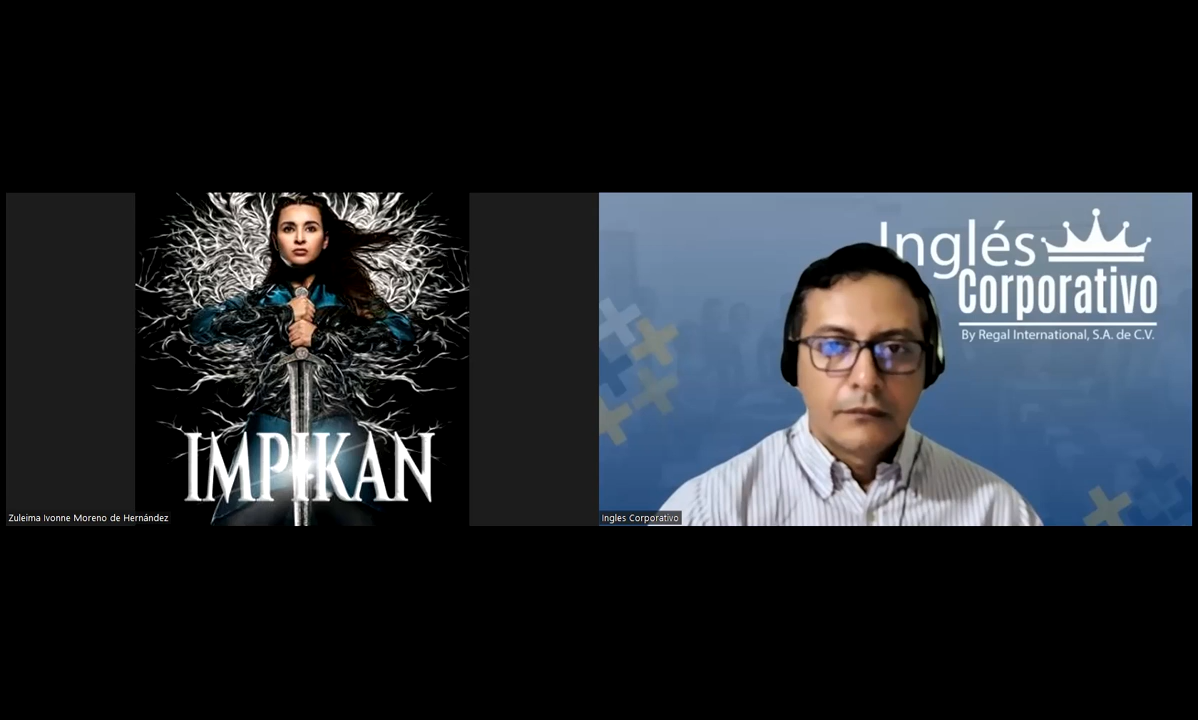 IMPIKAN
Zuleima Ivonne Moreno de Hernández
Inglés
Corporativo
By Regal International, S.A. de C.V.
Ingles Corporativo